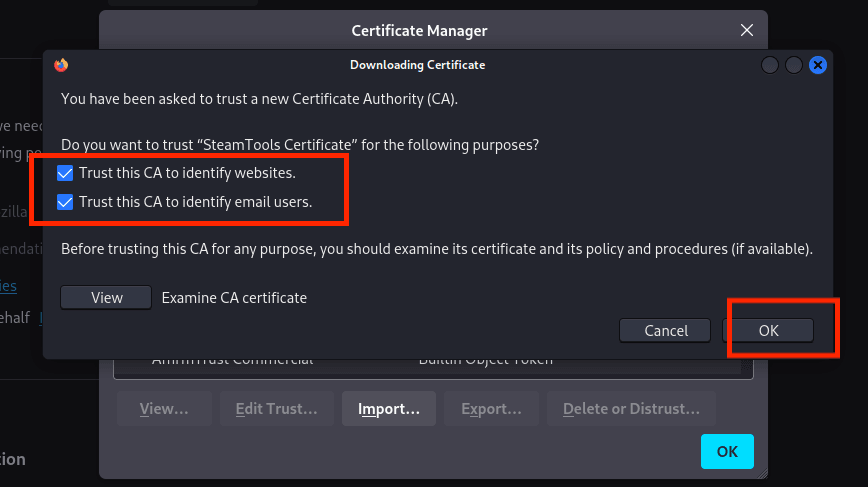 Certificate Manager
Downloading Certificate
You have been asked to trust a new Certificate Authority (CA).
ve need
Do you want to trust “SteamTools Certificate” for the following purposes?
ying pe
Trust this CA to identify websites.
Trust this CA to identify email users.
zilla
endati
Before trusting this CA for any purpose, you should examine its certificate and its policy and procedures (if available).
ies
View Examine CA certificate
ehalf
Cancel OK
AffirmTrust Commercial Builtin Object Token
View... Edit Trust... Import... Export... Delete or Distrust...
OK
tion